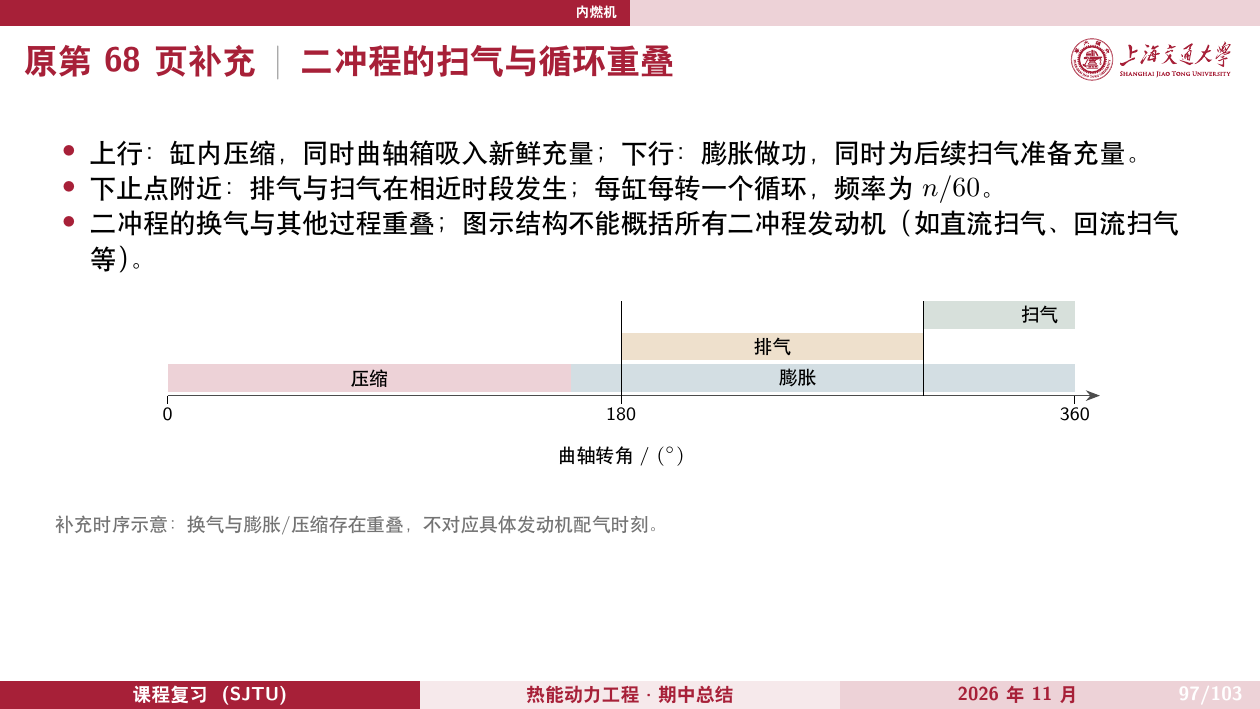 内燃机
原第 68 页补充 | 二冲程的扫气与循环重叠
上海交通大学
SHANGHAI JIAO TONG UNIVERSITY
• 上行：缸内压缩，同时曲轴箱吸入新鲜充量；下行：膨胀做功，同时为后续扫气准备充量。
• 下止点附近：排气与扫气在相近时段发生；每缸每转一个循环，频率为 n/60。
• 二冲程的换气与其他过程重叠；图示结构不能概括所有二冲程发动机（如直流扫气、回流扫气
等）。
扫气
排气
压缩 膨胀
0 180 360
曲轴转角 / (°)
补充时序示意：换气与膨胀/压缩存在重叠，不对应具体发动机配气时刻。
课程复习 (SJTU) 热能动力工程 · 期中总结 2026 年 11 月 97/103